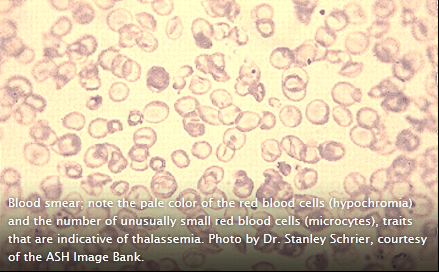 Blood smear; note the pale color of the red blood cells (hypochromia)
and the number of unusually small red blood cells (microcytes), traits
that are indicative of thalassemia. Photo by Dr. Stanley Schrier, courtesy
of the ASH Image Bank.